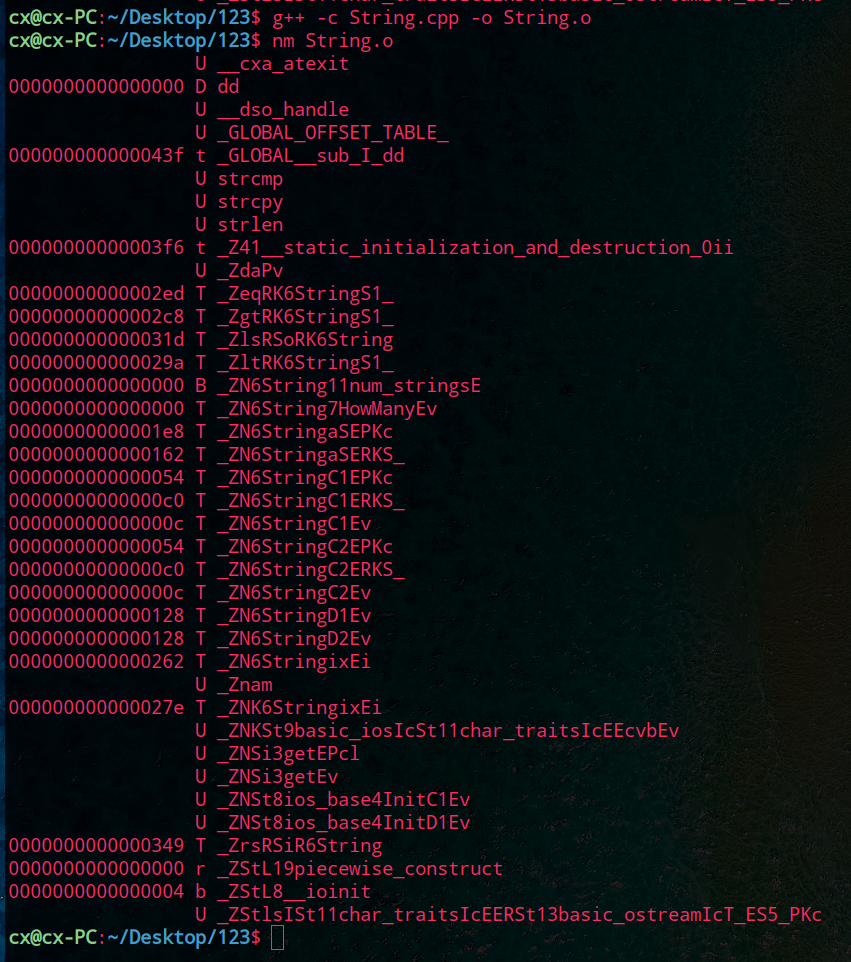 cx@cx-PC:~/Desktop/123$ g++ -c String.cpp -o String.o
cx@cx-PC:~/Desktop/123$ nm String.o
                 U __cxa_atexit
0000000000000000 D dd
                 U __dso_handle
                 U _GLOBAL_OFFSET_TABLE_
000000000000043f t _GLOBAL__sub_I_dd
                 U strcmp
                 U strcpy
                 U strlen
00000000000003f6 t _Z41__static_initialization_and_destruction_0ii
                 U _ZdaPv
00000000000002ed T _ZeqRK6StringS1_
00000000000002c8 T _ZgtRK6StringS1_
000000000000031d T _ZlsRSoRK6String
000000000000029a T _ZltRK6StringS1_
0000000000000000 B _ZN6String11num_stringsE
0000000000000000 T _ZN6String7HowManyEv
00000000000001e8 T _ZN6StringaSEPKc
0000000000000162 T _ZN6StringaSERKS_
0000000000000054 T _ZN6StringC1EPKc
00000000000000c0 T _ZN6StringC1ERKS_
000000000000000c T _ZN6StringC1Ev
0000000000000054 T _ZN6StringC2EPKc
00000000000000c0 T _ZN6StringC2ERKS_
000000000000000c T _ZN6StringC2Ev
0000000000000128 T _ZN6StringD1Ev
0000000000000128 T _ZN6StringD2Ev
0000000000000262 T _ZN6StringixEi
                 U _Znam
000000000000027e T _ZNK6StringixEi
                 U _ZNKSt9basic_iosIcSt11char_traitsIcEEcvbEv
                 U _ZNSi3getEPcl
                 U _ZNSi3getEv
                 U _ZNSt8ios_base4InitC1Ev
                 U _ZNSt8ios_base4InitD1Ev
0000000000000349 T _ZrsRSiR6String
0000000000000000 r _ZStL19piecewise_construct
0000000000000004 b _ZStL8__ioinit
                 U _ZStlsISt11char_traitsIcEERSt13basic_ostreamIcT_ES5_PKc
cx@cx-PC:~/Desktop/123$